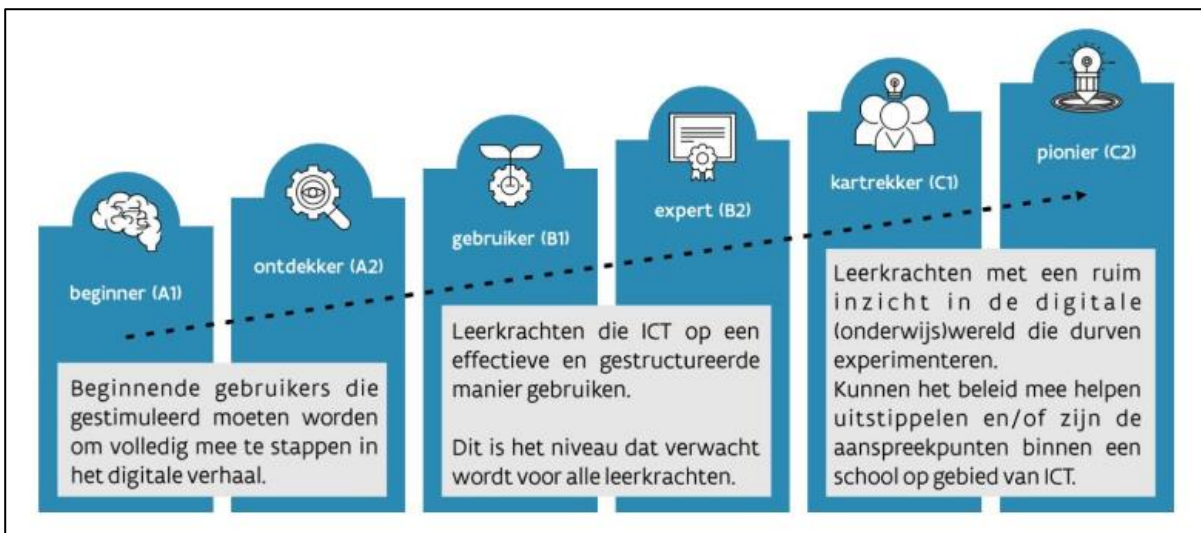 beginner (A1)
ontdekker (A2)
gebruiker (B1)
expert (B2)
kartrekker (C1)
pionier (C2)
Beginnende gebruikers die
gestimuleerd moeten worden
om volledig mee te stappen in
het digitale verhaal.
Leerkrachten die ICT op een
effectieve en gestructureerde
manier gebruiken.
Dit is het niveau dat verwacht
wordt voor alle leerkrachten.
Leerkrachten met een ruim
inzicht in de digitale
(onderwijs)wereld die durven
experimenteren.
Kunnen het beleid mee helpen
uitstippelen en/of zijn de
aanspreekpunten binnen een
school op gebied van ICT.